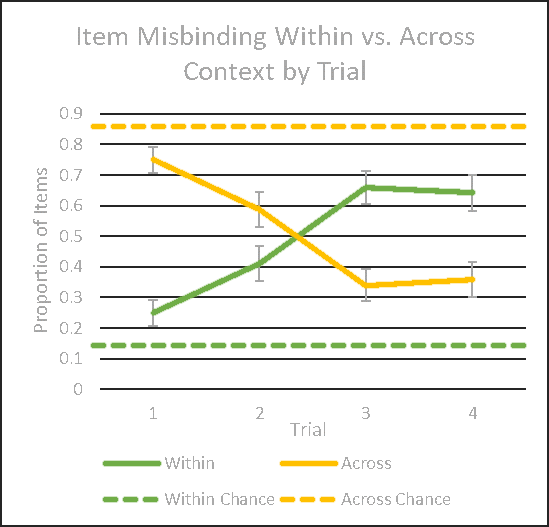 Item Misbinding Within vs. Across
Context by Trial
0.9
0.8
0.7
0.6
0.5
0.4
0.3
0.2
0.1
0
Proportion of Items
1 2 3 4
Trial
Within Across
Within Chance Across Chance